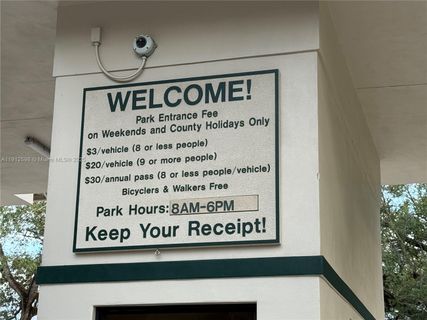 WELCOME!
Park Entrance Fee
on Weekends and County Holidays Only
$3/vehicle (8 or less people)
$20/vehicle (9 or more people)
$30/annual pass (8 or less people/vehicle)
Bicyclers & Walkers Free
Park Hours: 8AM-6PM
Keep Your Receipt!